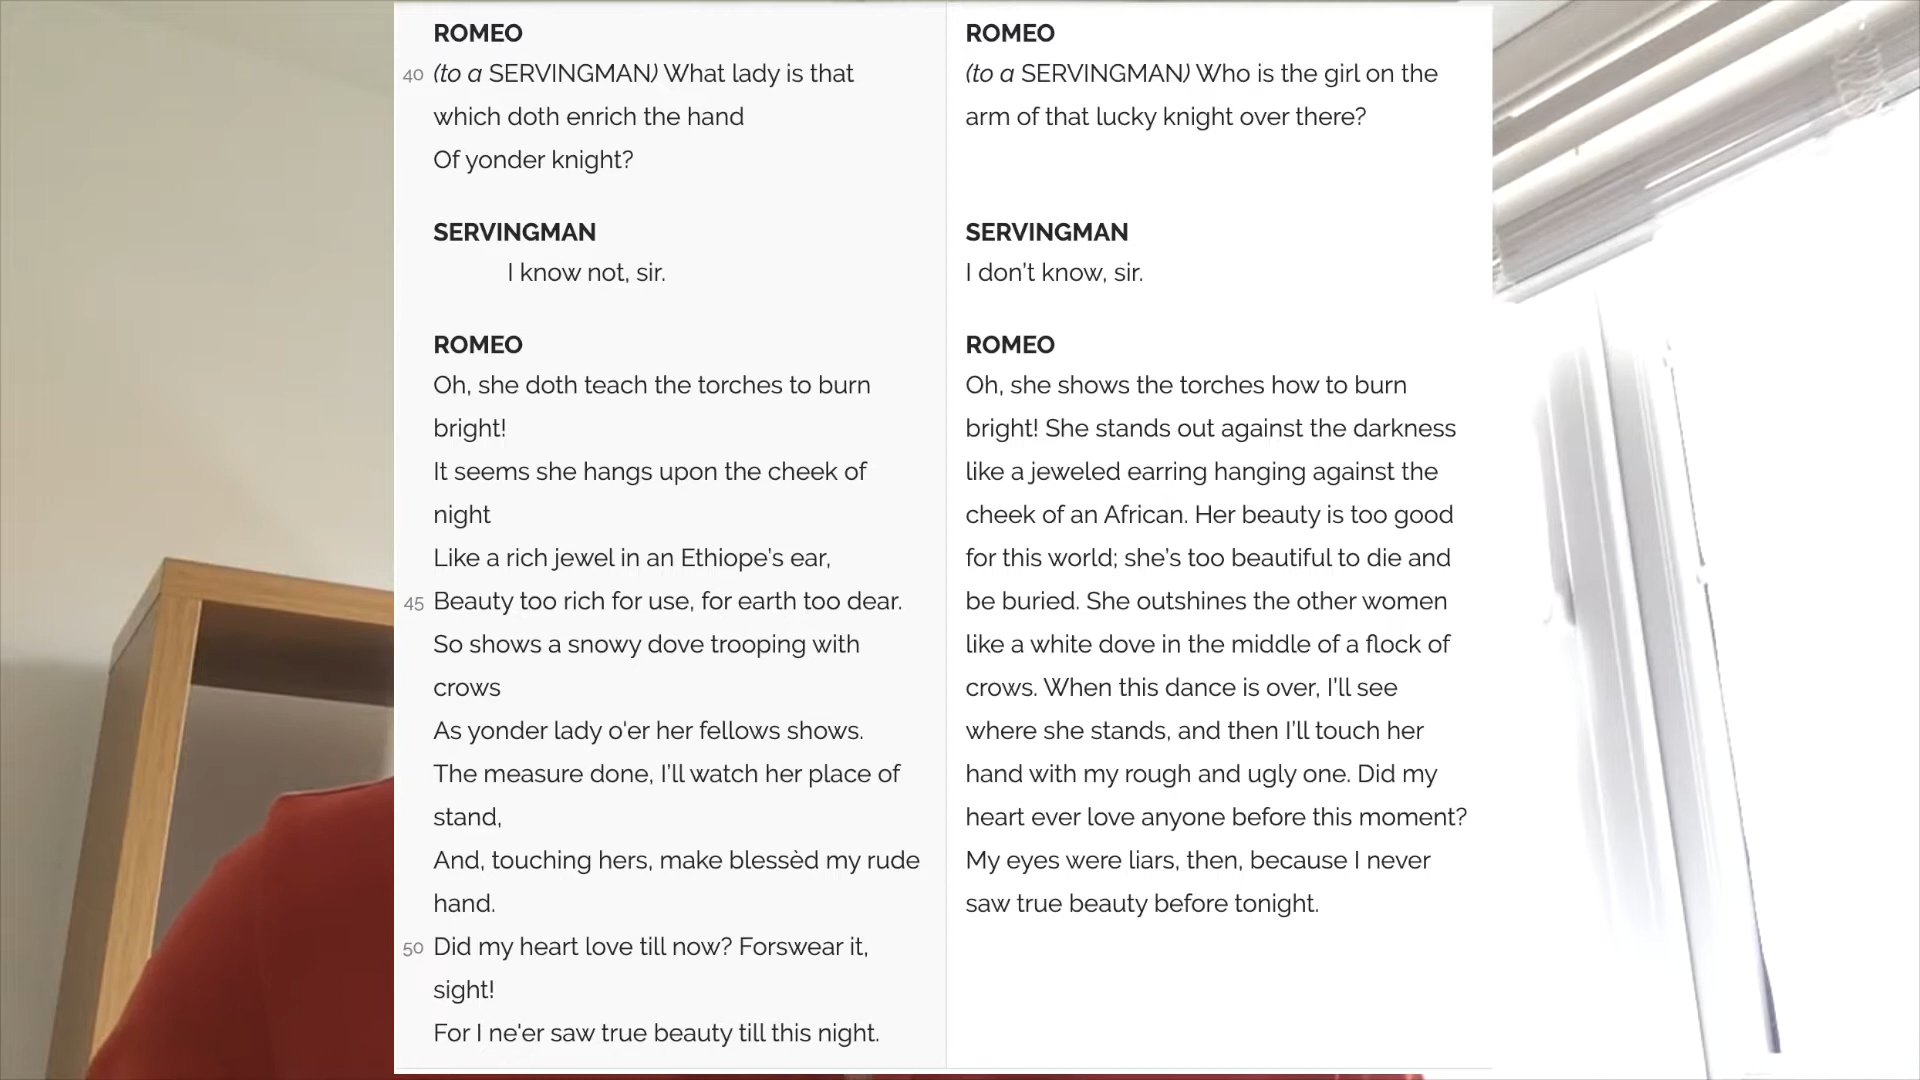 ROMEO
40 (to a SERVINGMAN) What lady is that
which doth enrich the hand
Of yonder knight?
SERVINGMAN
I know not, sir.
ROMEO
Oh, she doth teach the torches to burn
bright!
It seems she hangs upon the cheek of
night
Like a rich jewel in an Ethiope's ear,
45 Beauty too rich for use, for earth too dear.
So shows a snowy dove trooping with
crows
As yonder lady o'er her fellows shows.
The measure done, I'll watch her place of
stand,
And, touching hers, make blessèd my rude
hand.
50 Did my heart love till now? Forswear it,
sight!
For I ne'er saw true beauty till this night.
ROMEO
(to a SERVINGMAN) Who is the girl on the
arm of that lucky knight over there?
SERVINGMAN
I don't know, sir.
ROMEO
Oh, she shows the torches how to burn
bright! She stands out against the darkness
like a jeweled earring hanging against the
cheek of an African. Her beauty is too good
for this world; she's too beautiful to die and
be buried. She outshines the other women
like a white dove in the middle of a flock of
crows. When this dance is over, I'll see
where she stands, and then I'll touch her
hand with my rough and ugly one. Did my
heart ever love anyone before this moment?
My eyes were liars, then, because I never
saw true beauty before tonight.